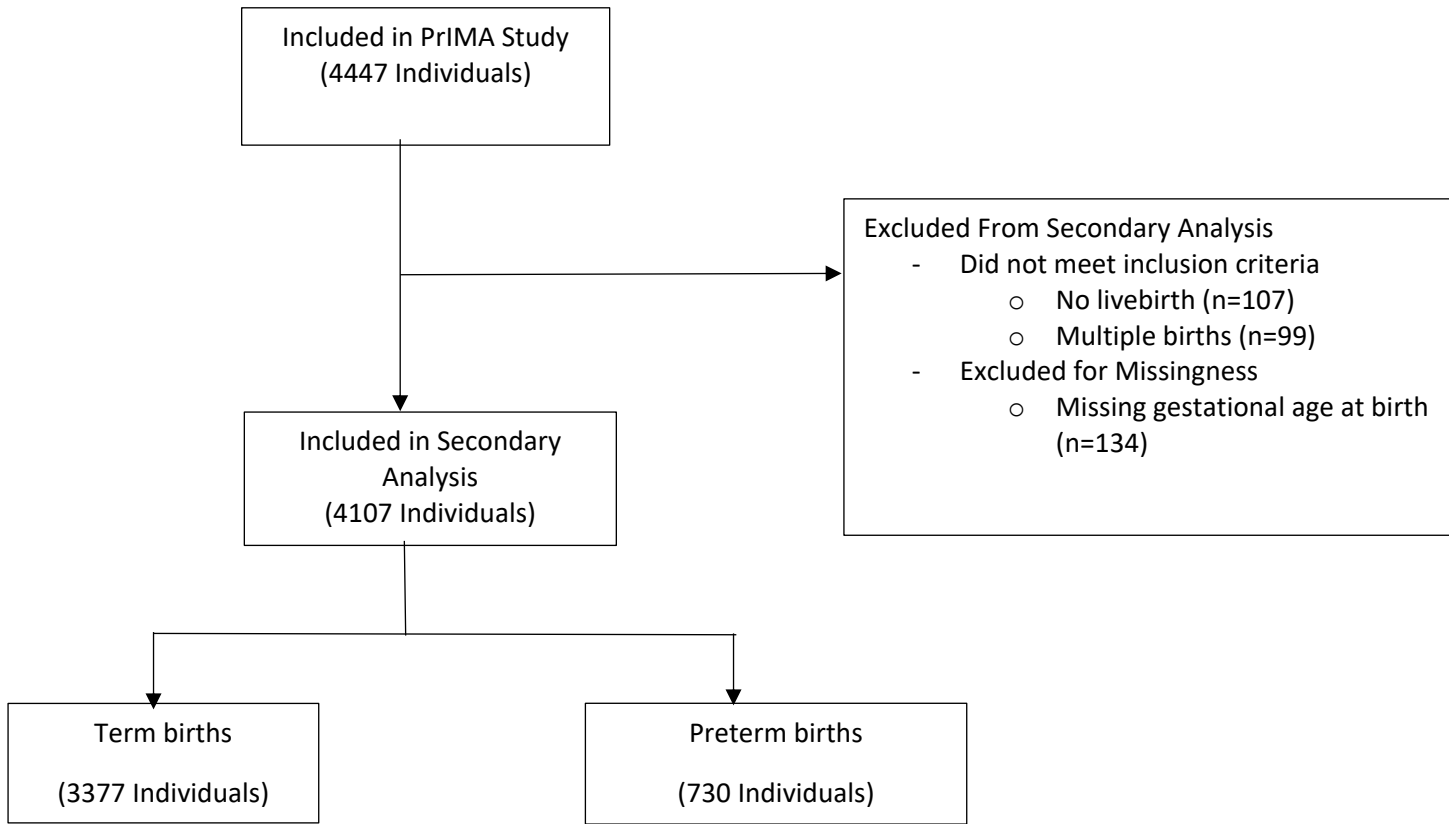 Included in PrIMA Study
(4447 Individuals)
Excluded From Secondary Analysis
- Did not meet inclusion criteria
o No livebirth (n=107)
o Multiple births (n=99)
- Excluded for Missingness
o Missing gestational age at birth
(n=134)
Included in Secondary
Analysis
(4107 Individuals)
Term births
(3377 Individuals)
Preterm births
(730 Individuals)